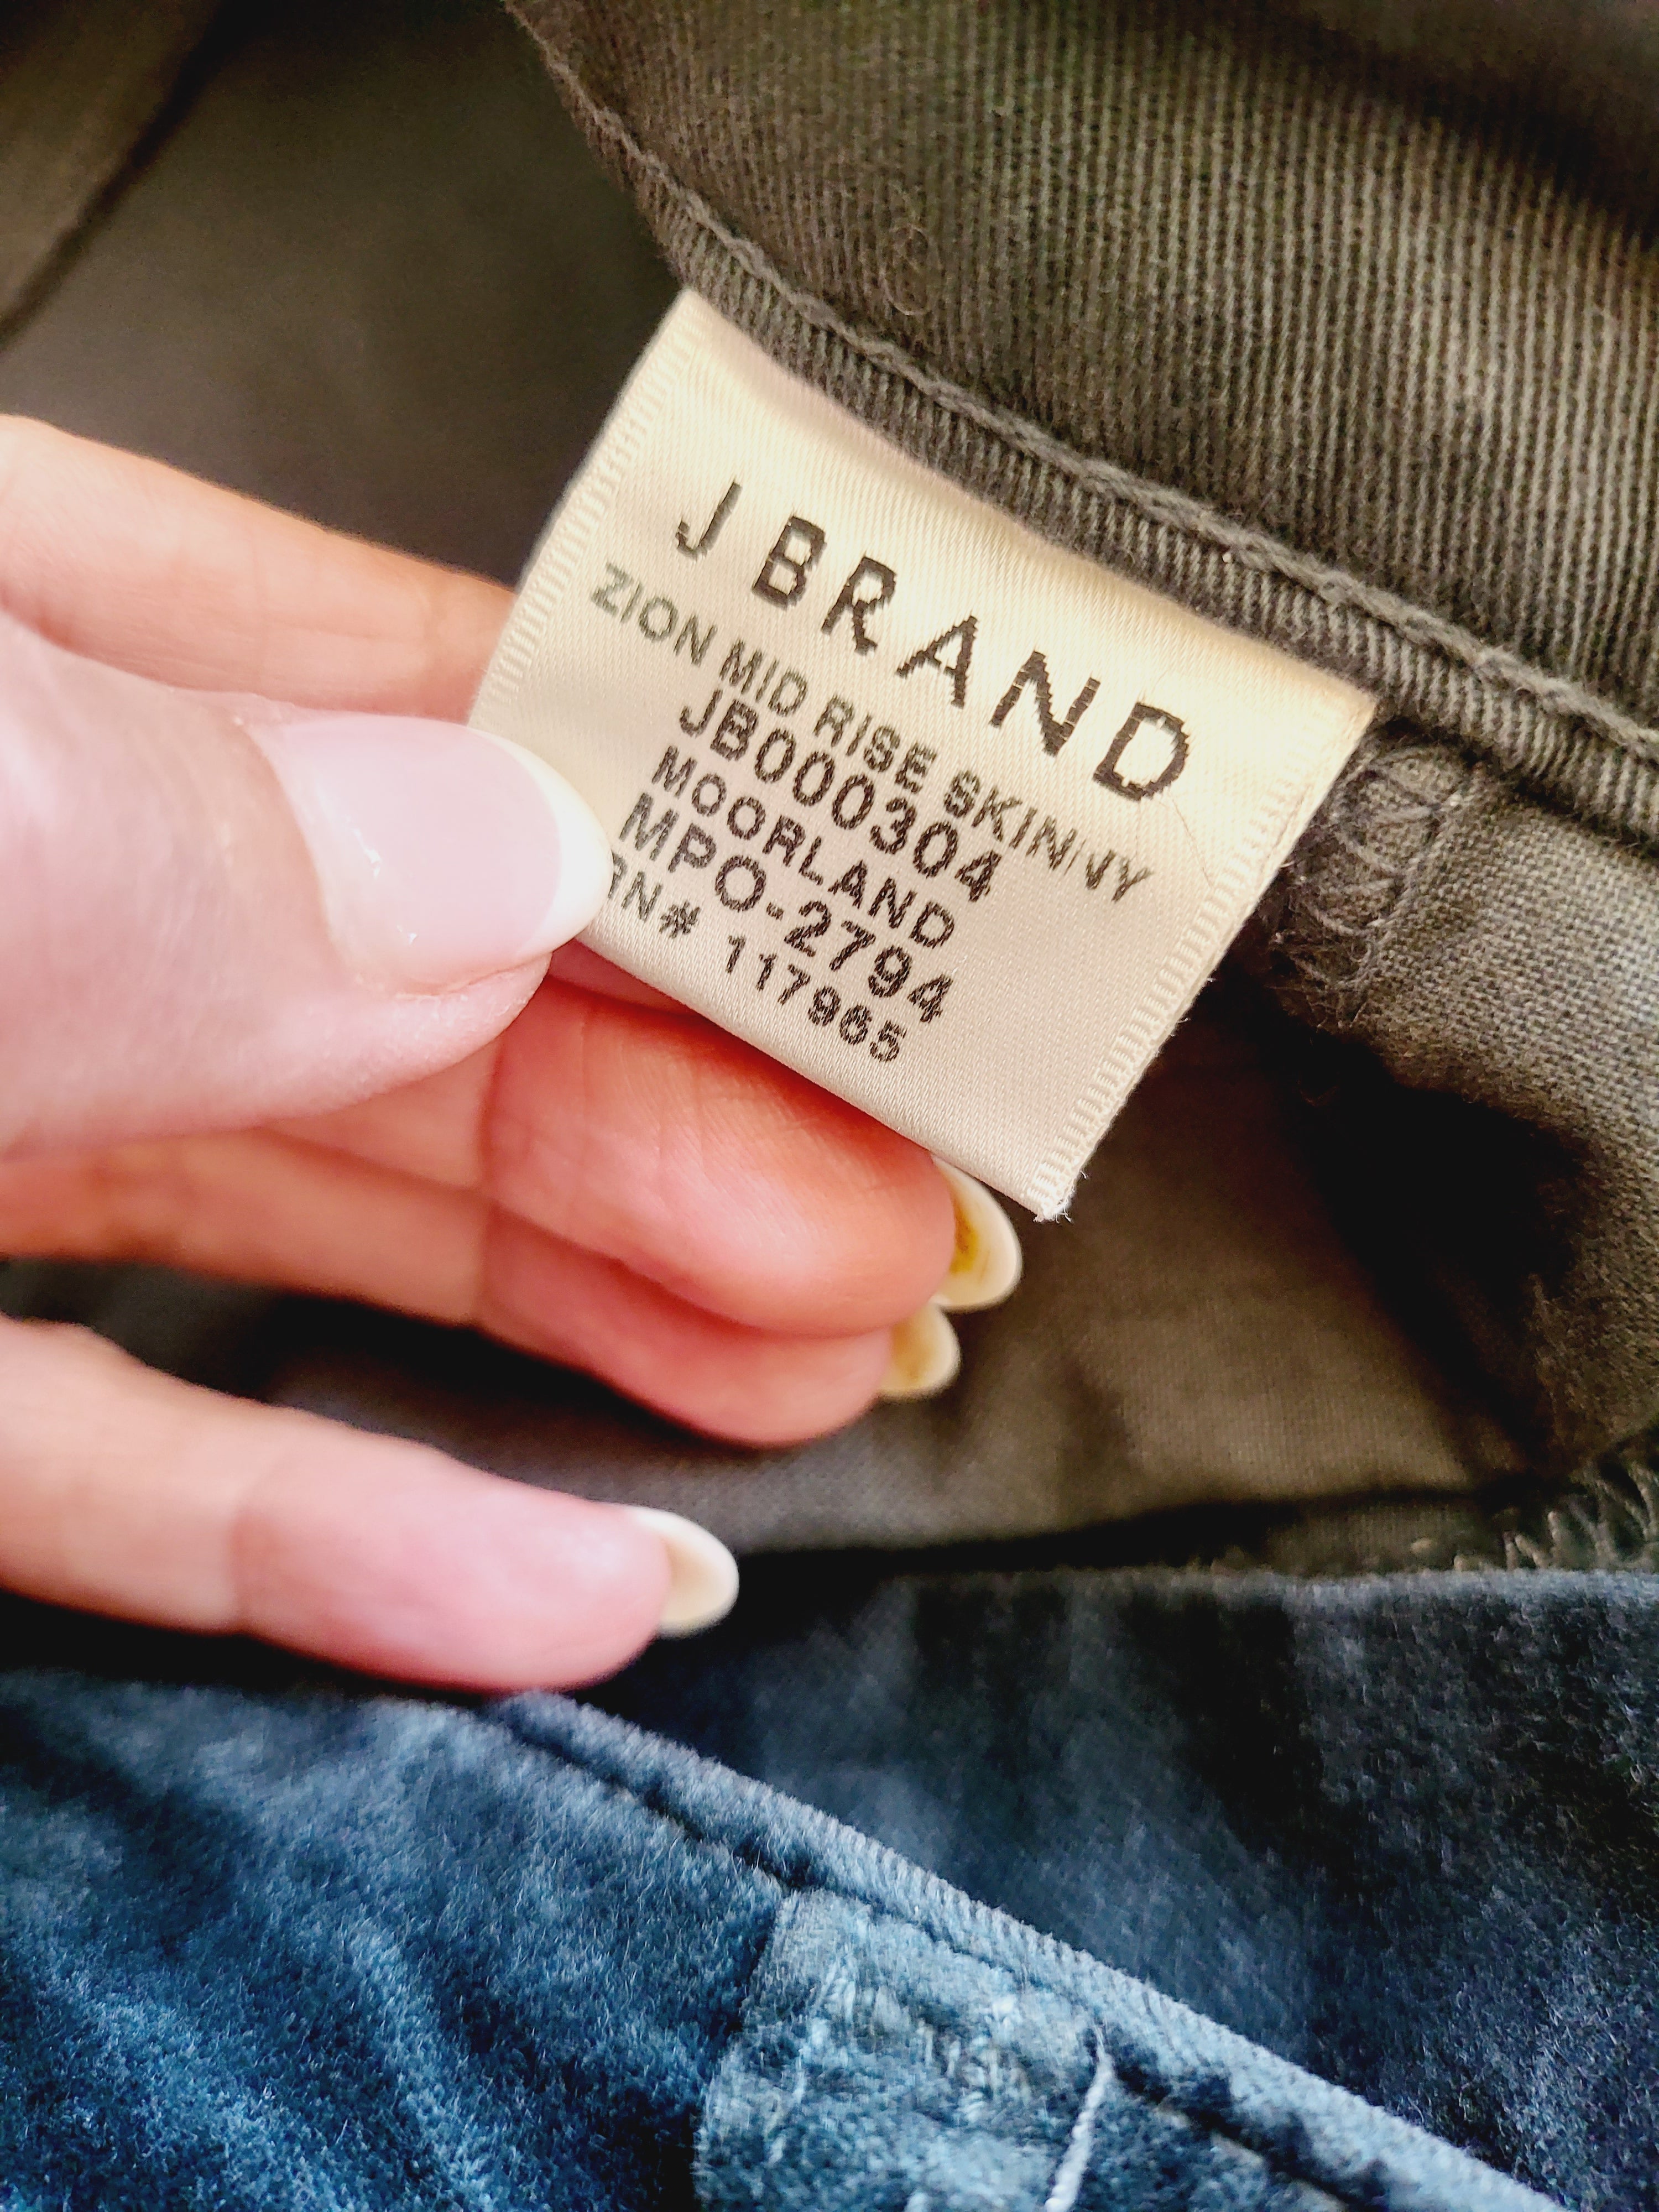 J BRAND
ZION MID RISE SKINNY
JB000304
MOORLAND
MPO-2794
RN# 117965